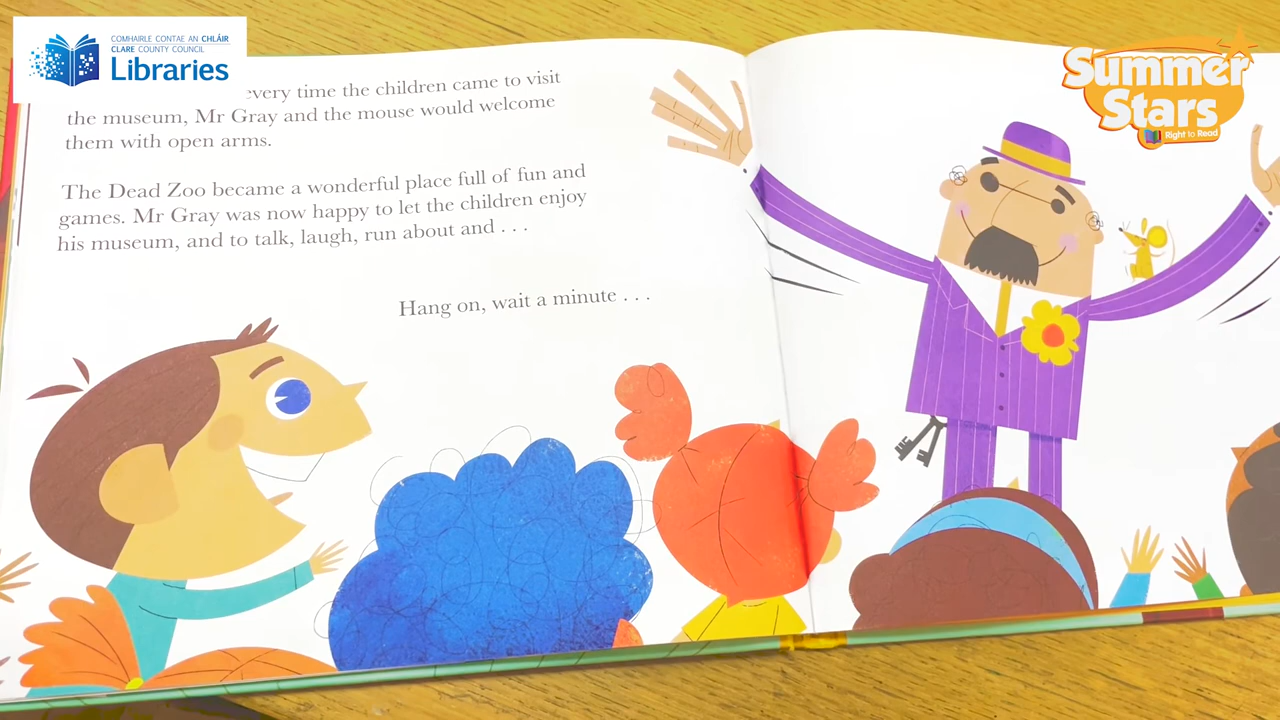 COMHAIRLE CONTAE AN CHLÁIR
CLARE COUNTY COUNCIL
Libraries
Summer
Stars
Right to Read
every time the children came to visit
the museum, Mr Gray and the mouse would welcome
them with open arms.
The Dead Zoo became a wonderful place full of fun and
games. Mr Gray was now happy to let the children enjoy
his museum, and to talk, laugh, run about and . . .
Hang on, wait a minute . . .